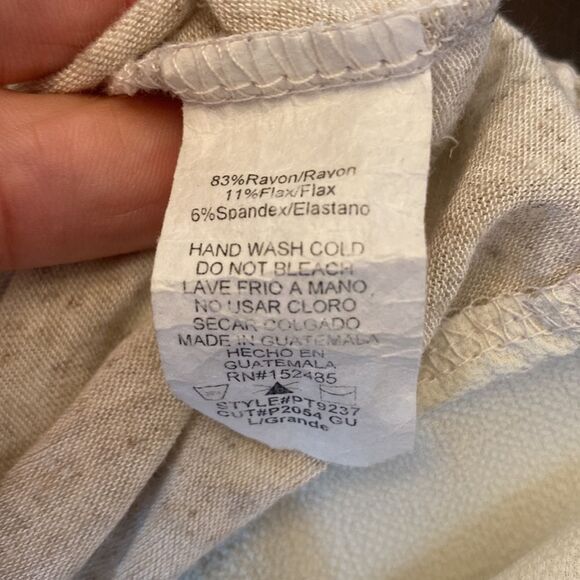 83%Rayon/Rayon
11%Flax/Flax
6%Spandex/Elastano
HAND WASH COLD
DO NOT BLEACH
LAVE FRIO A MANO
NO USAR CLORO
SECAR COLGADO
MADE IN GUATEMALA
HECHO EN
GUATEMALA
RN#152485
STYLE#PT9237
CUT#P2054 GU
L/Grande